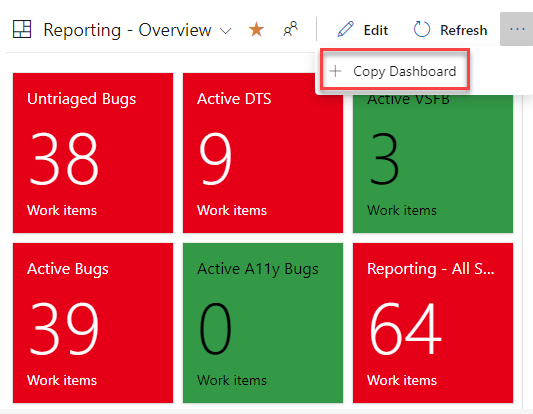 Reporting - Overview
Edit
Refresh
Copy Dashboard
Untriaged Bugs
38
Work items
Active DTS
9
Work items
Active VSFB
3
Work items
Active Bugs
39
Work items
Active A11y Bugs
0
Work items
Reporting - All S...
64
Work items